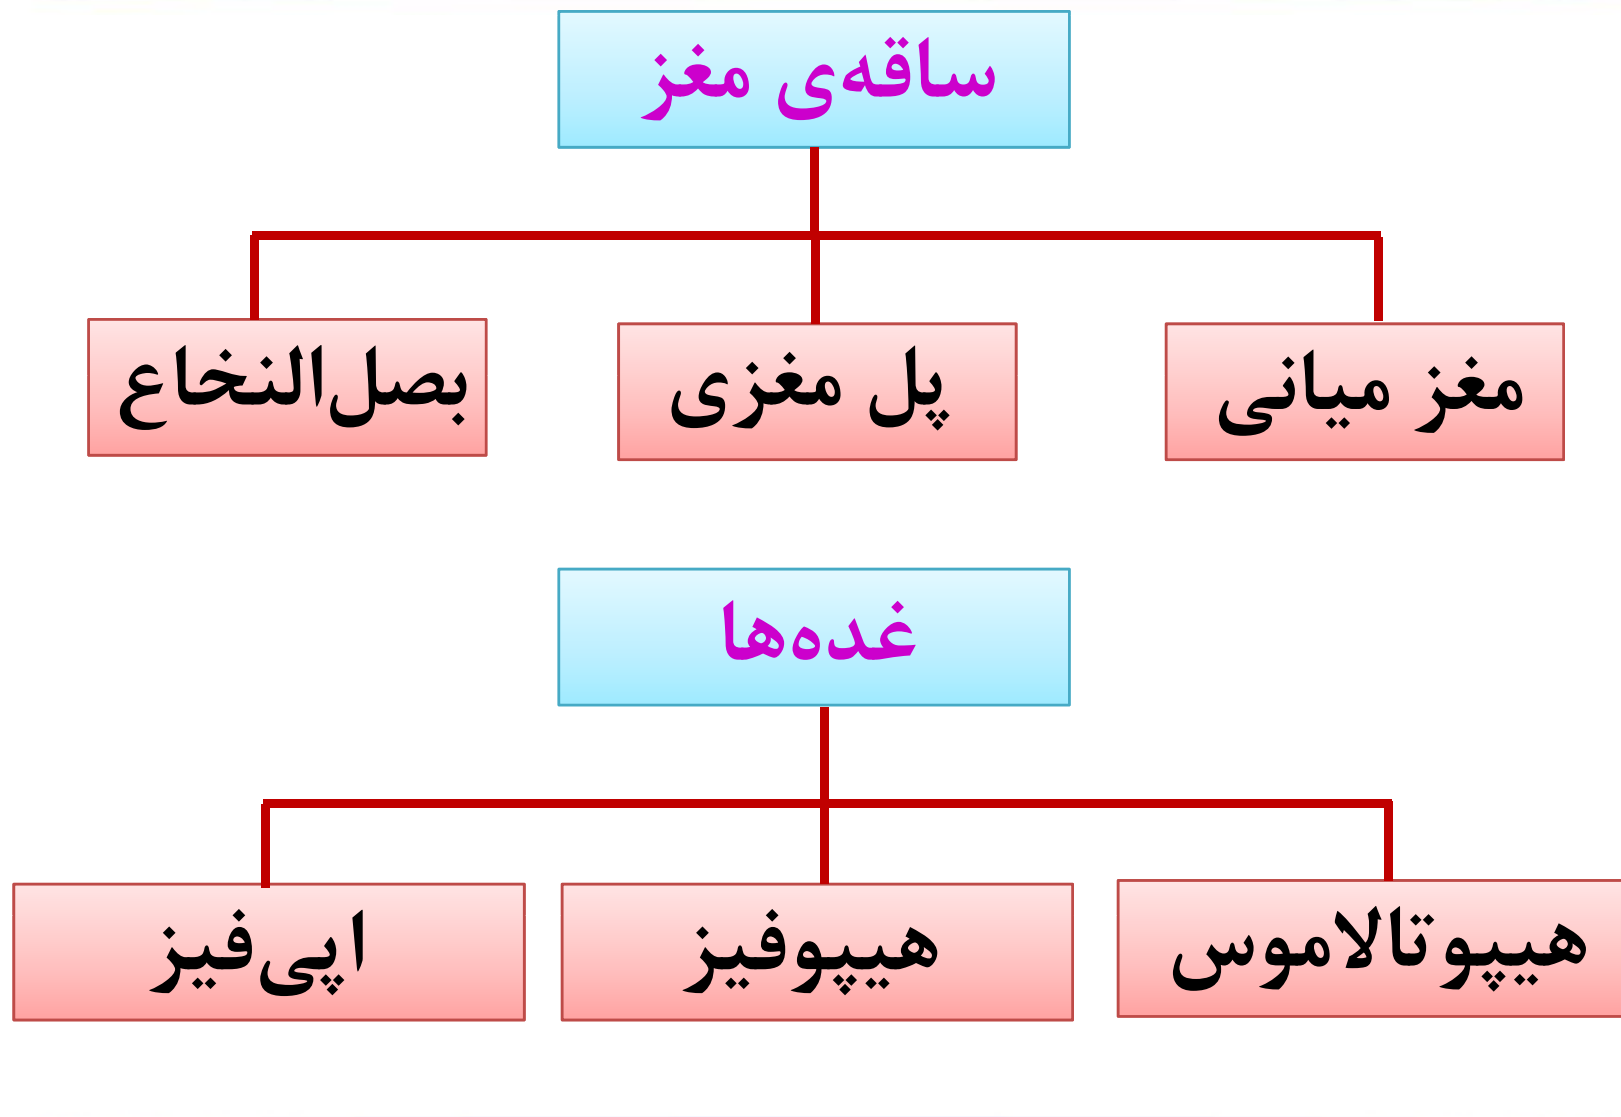 ساقه‌ی مغز
مغز میانی
پل مغزی
بصل‌النخاع
غده‌ها
هیپوتالاموس
هیپوفیز
اپی‌فیز